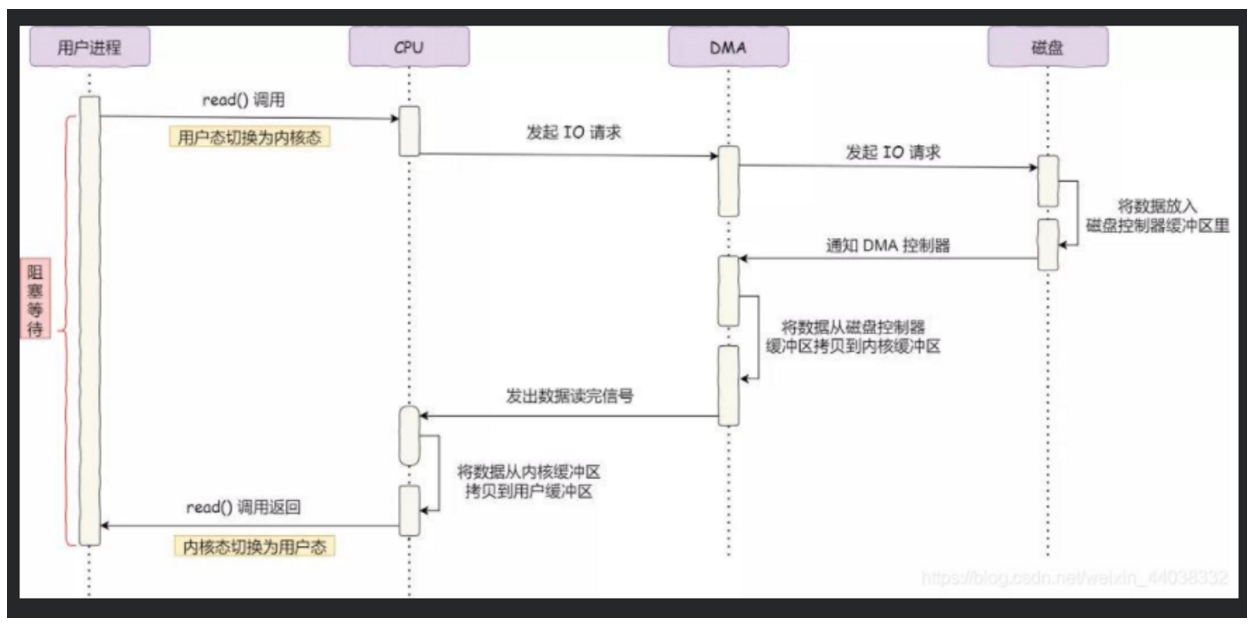 用户进程
CPU
DMA
磁盘
read() 调用
用户态切换为内核态
发起 IO 请求
发起 IO 请求
将数据放入
磁盘控制器缓冲区里
通知 DMA 控制器
阻塞等待
将数据从磁盘控制器
缓冲区拷贝到内核缓冲区
发出数据读完信号
将数据从内核缓冲区
拷贝到用户缓冲区
read() 调用返回
内核态切换为用户态
https://blog.csdn.net/weixin_44038332